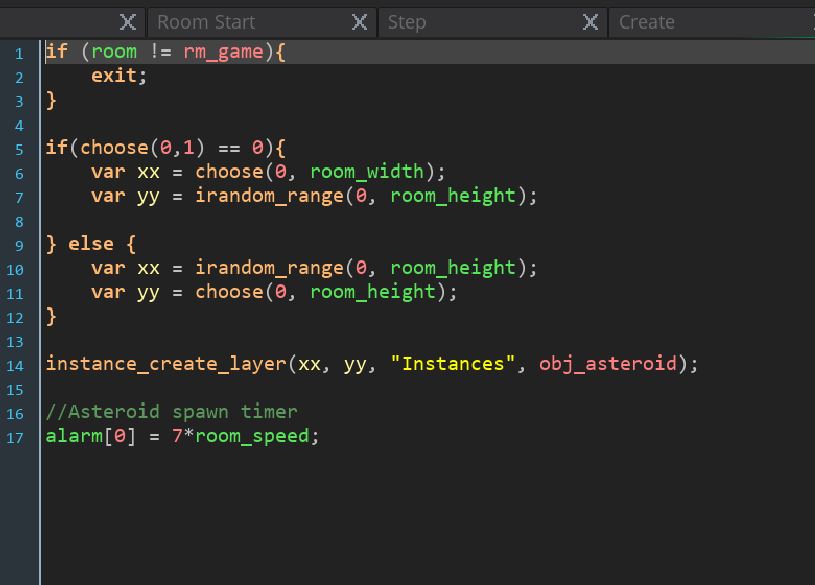 Room Start
Step
Create
1 if (room != rm_game){
2     exit;
3 }
4
5 if(choose(0,1) == 0){
6     var xx = choose(0, room_width);
7     var yy = irandom_range(0, room_height);
8
9 } else {
10     var xx = irandom_range(0, room_height);
11     var yy = choose(0, room_height);
12 }
13
14 instance_create_layer(xx, yy, "Instances", obj_asteroid);
15
16 //Asteroid spawn timer
17 alarm[0] = 7*room_speed;